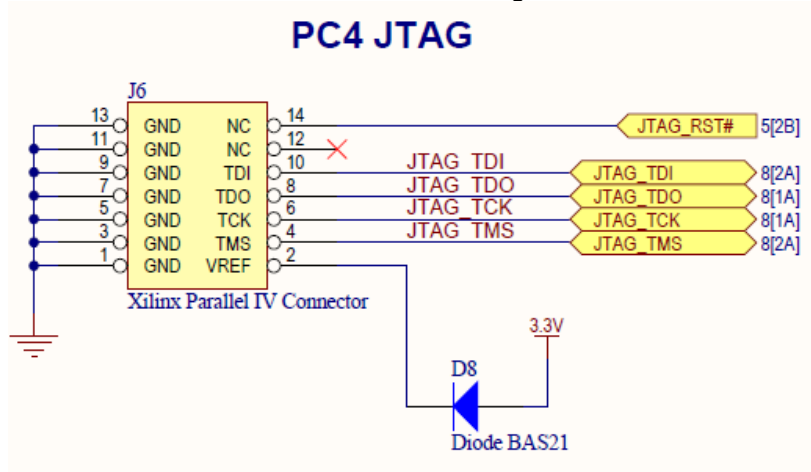 PC4 JTAG
J6
13 GND NC 14 JTAG_RST# 5[2B]
11 GND NC 12
9 GND TDI 10 JTAG_TDI JTAG_TDI 8[2A]
7 GND TDO 8 JTAG_TDO JTAG_TDO 8[1A]
5 GND TCK 6 JTAG_TCK JTAG_TCK 8[1A]
3 GND TMS 4 JTAG_TMS JTAG_TMS 8[2A]
1 GND VREF 2
Xilinx Parallel IV Connector
3.3V
D8
Diode BAS21